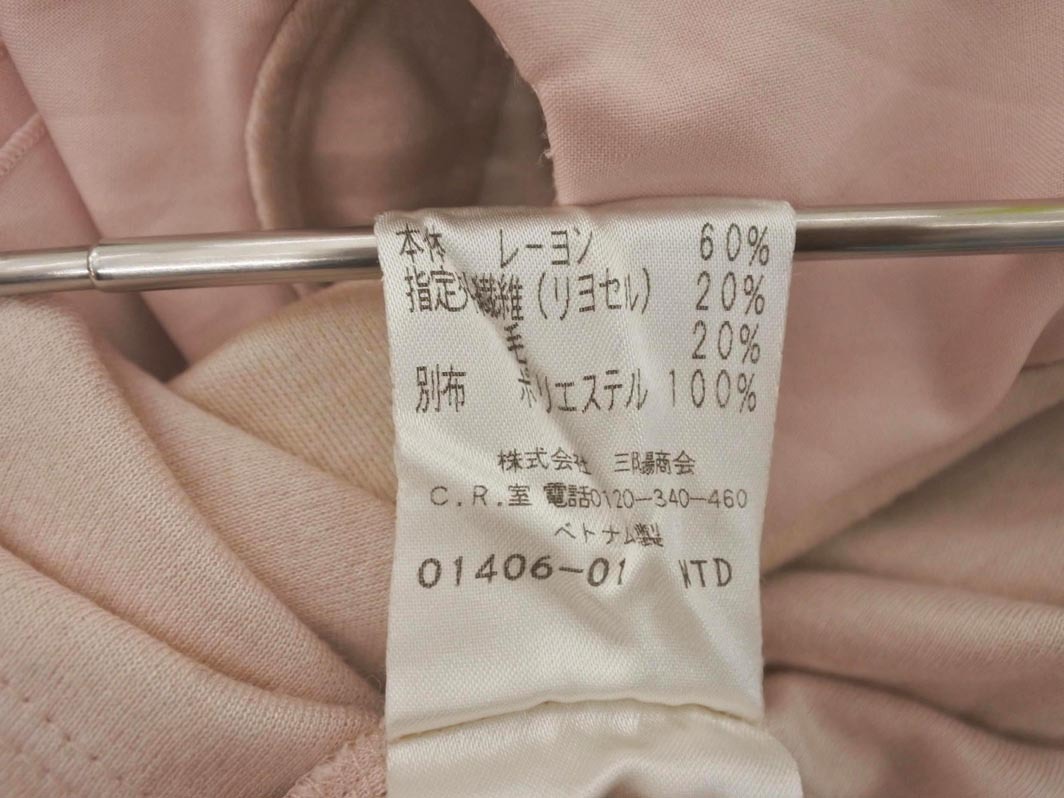 本体 レーヨン 60%
指定外繊維(リヨセル) 20%
毛 20%
別布 ポリエステル 100%
株式会社 三陽商会
C.R.室 電話0120-340-460
ベトナム製
01406-01 NTD